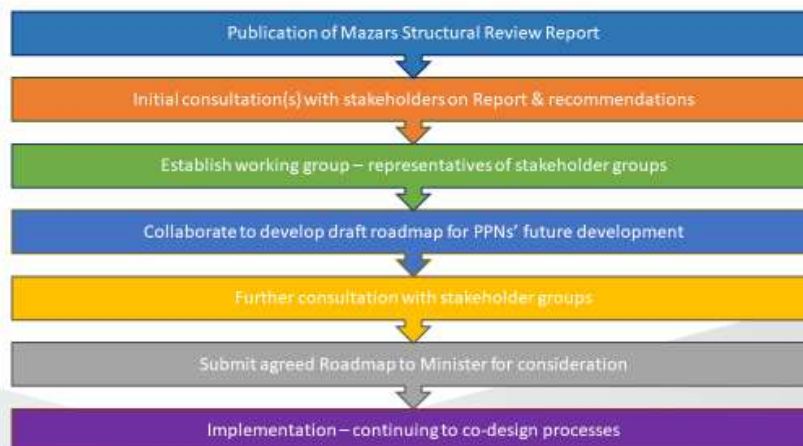 Publication of Mazars Structural Review Report
Initial consultation(s) with stakeholders on Report & recommendations
Establish working group – representatives of stakeholder groups
Collaborate to develop draft roadmap for PPNs' future development
Further consultation with stakeholder groups
Submit agreed Roadmap to Minister for consideration
Implementation – continuing to co-design processes